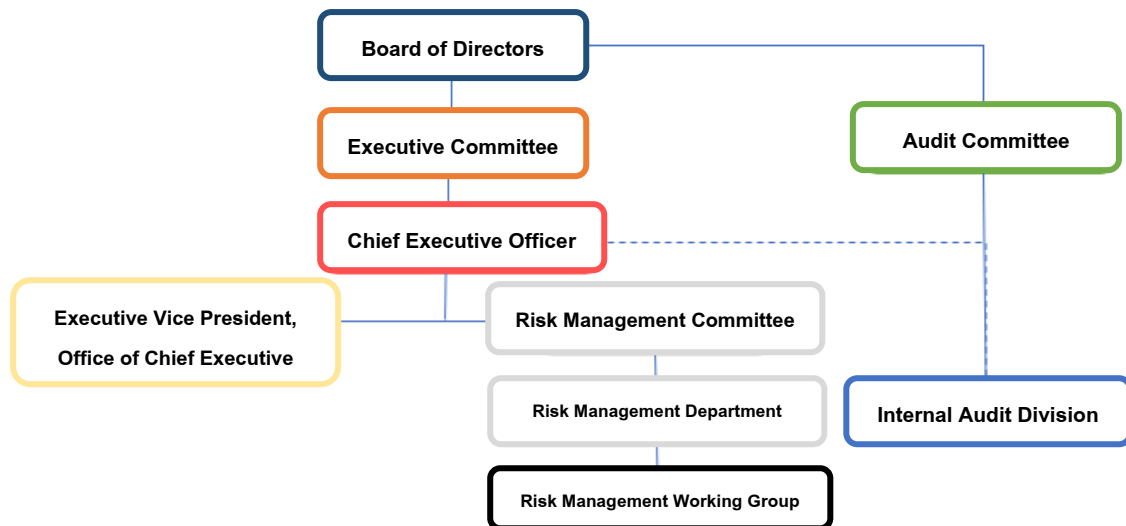 Board of Directors
Executive Committee
Audit Committee
Chief Executive Officer
Executive Vice President,
Office of Chief Executive
Risk Management Committee
Risk Management Department
Internal Audit Division
Risk Management Working Group